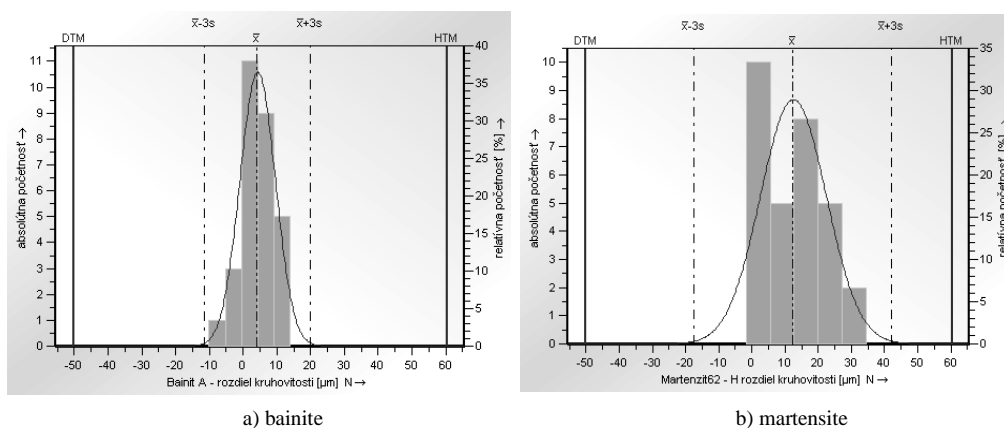 x̅-3s x̅ x̅+3s
DTM HTM
absolútna početnosť →
11
10
9
8
7
6
5
4
3
2
1
0
40
35
30
25
20
15
10
5
0
relatívna početnosť [%] →
-50 -40 -30 -20 -10 0 10 20 30 40 50 60
Bainit A - rozdiel kruhovitosti [µm] N →
a) bainite
x̅-3s x̅ x̅+3s
DTM HTM
absolútna početnosť →
10
9
8
7
6
5
4
3
2
1
0
35
30
25
20
15
10
5
0
relatívna početnosť [%] →
-50 -40 -30 -20 -10 0 10 20 30 40 50 60
Martenzit62 - H rozdiel kruhovitosti [µm] N →
b) martensite